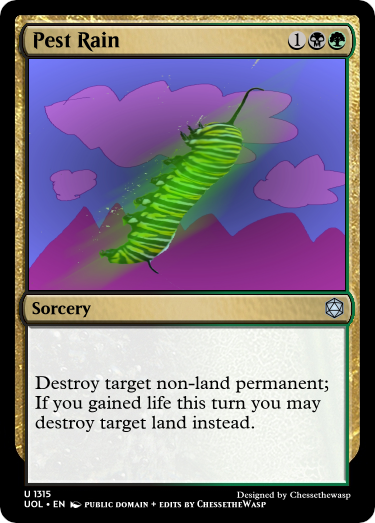 Pest Rain 1
Sorcery
Destroy target non-land permanent;
If you gained life this turn you may
destroy target land instead.
U 1315
UOL • EN PUBLIC DOMAIN + EDITS BY CHESSETHEWASP
Designed by Chessethewasp